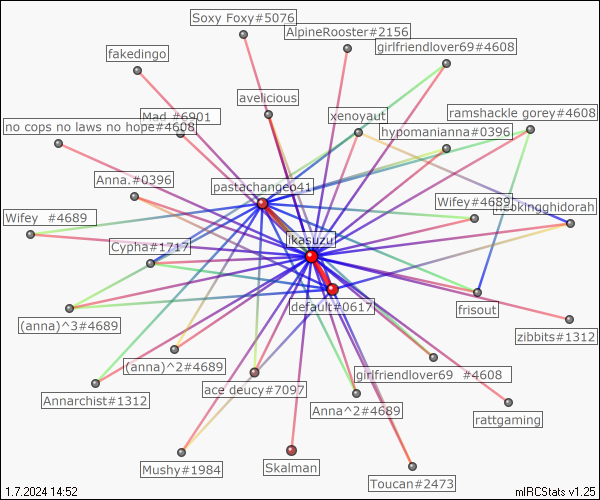 Soxy Foxy#5076
AlpineRooster#2156
girlfriendlover69#4608
fakedingo
avelicious
Mad_#6901
xenoyaut
ramshackle gorey#4608
no cops no laws no hope#4608
hypomanianna#0396
Anna.#0396
pastachangeo41
Wifey #4689
Wifey#4689
Cypha#1717
ikasuzu
default#0617
frisout
(anna)^3#4689
zibbits#1312
(anna)^2#4689
girlfriendlover69 #4608
Annarchist#1312
ace deucy#7097
Anna^2#4689
rattgaming
Mushy#1984
Skalman
Toucan#2473
1.7.2024 14:52
mIRCStats v1.25